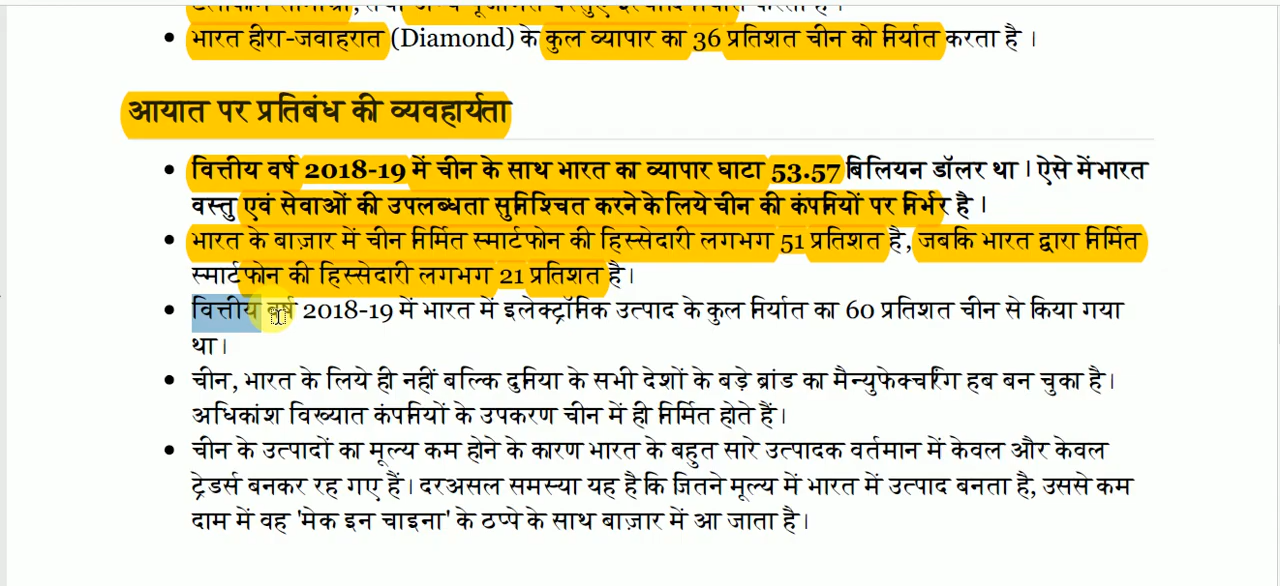 भारत हीरा-जवाहरात (Diamond) के कुल व्यापार का 36 प्रतिशत चीन को निर्यात करता है ।
आयात पर प्रतिबंध की व्यवहार्यता
वित्तीय वर्ष 2018-19 में चीन के साथ भारत का व्यापार घाटा 53.57 बिलियन डॉलर था । ऐसे में भारत
वस्तु एवं सेवाओं की उपलब्धता सुनिश्चित करने के लिये चीन की कंपनियों पर निर्भर है ।
भारत के बाज़ार में चीन निर्मित स्मार्टफोन की हिस्सेदारी लगभग 51 प्रतिशत है, जबकि भारत द्वारा निर्मित
स्मार्टफोन की हिस्सेदारी लगभग 21 प्रतिशत है।
वित्तीय वर्ष 2018-19 में भारत में इलेक्ट्रॉनिक उत्पाद के कुल निर्यात का 60 प्रतिशत चीन से किया गया
था।
चीन, भारत के लिये ही नहीं बल्कि दुनिया के सभी देशों के बड़े ब्रांड का मैन्युफेक्चरिंग हब बन चुका है।
अधिकांश विख्यात कंपनियों के उपकरण चीन में ही निर्मित होते हैं।
चीन के उत्पादों का मूल्य कम होने के कारण भारत के बहुत सारे उत्पादक वर्तमान में केवल और केवल
ट्रेडर्स बनकर रह गए हैं। दरअसल समस्या यह है कि जितने मूल्य में भारत में उत्पाद बनता है, उससे कम
दाम में वह 'मेक इन चाइना' के ठप्पे के साथ बाज़ार में आ जाता है।